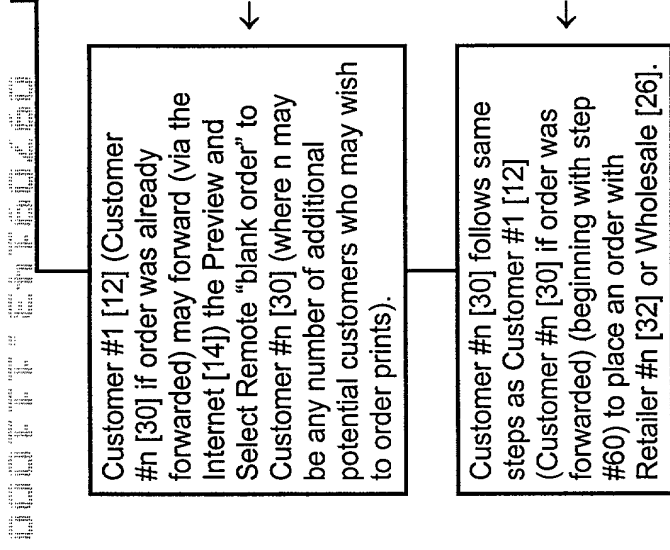 Customer #1 [12] (Customer
#n [30] if order was already
forwarded) may forward (via the
Internet [14]) the Preview and
Select Remote “blank order” to
Customer #n [30] (where n may
be any number of additional
potential customers who may wish
to order prints).
Customer #n [30] follows same
steps as Customer #1 [12]
(Customer #n [30] if order was
forwarded) (beginning with step
#60) to place an order with
Retailer #n [32] or Wholesale [26].